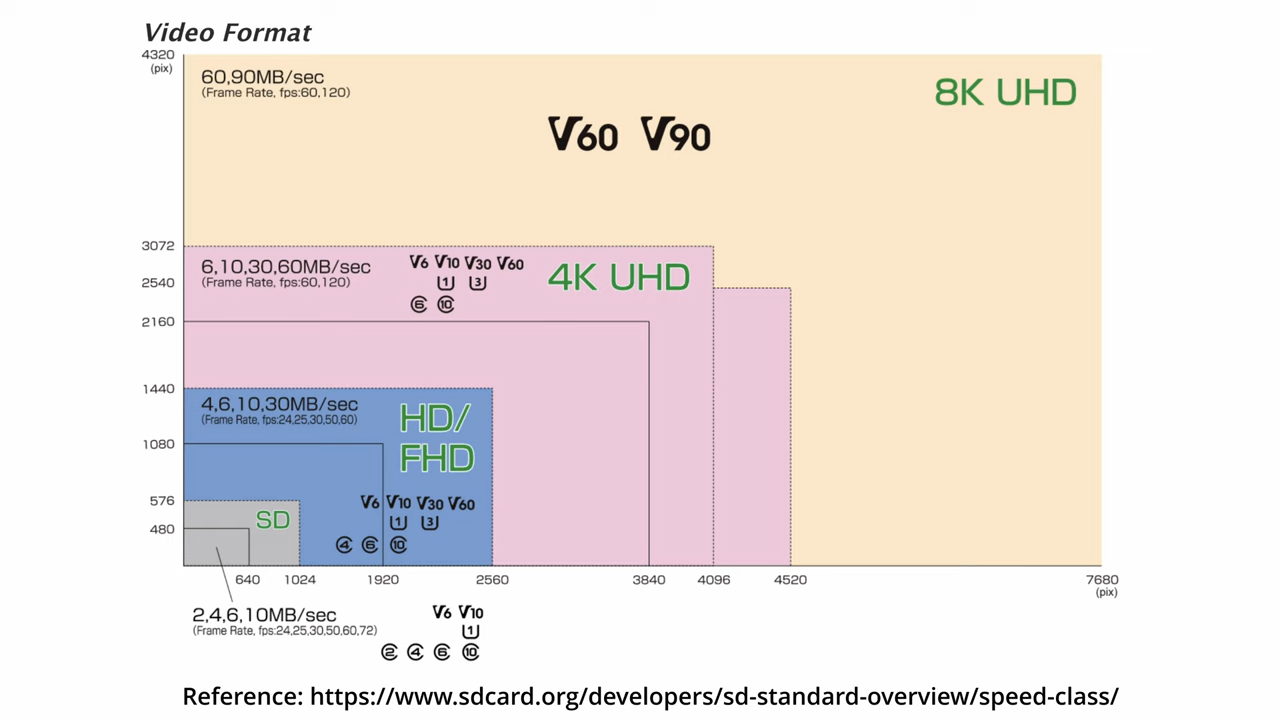 Video Format
4320
(pix)
60,90MB/sec
(Frame Rate, fps:60,120)
8K UHD
V60 V90
3072
6,10,30,60MB/sec
(Frame Rate, fps:60,120)
V6 V10 V30 V60
1 3
6 10
4K UHD
2540
2160
1440
4,6,10,30MB/sec
(Frame Rate, fps:24,25,30,50,60)
HD/
FHD
1080
V6 V10 V30 V60
1 3
4 6 10
576
SD
480
640 1024 1920 2560 3840 4096 4520 7680
(pix)
2,4,6,10MB/sec
(Frame Rate, fps:24,25,30,50,60,72)
V6 V10
1
2 4 6 10
Reference: https://www.sdcard.org/developers/sd-standard-overview/speed-class/